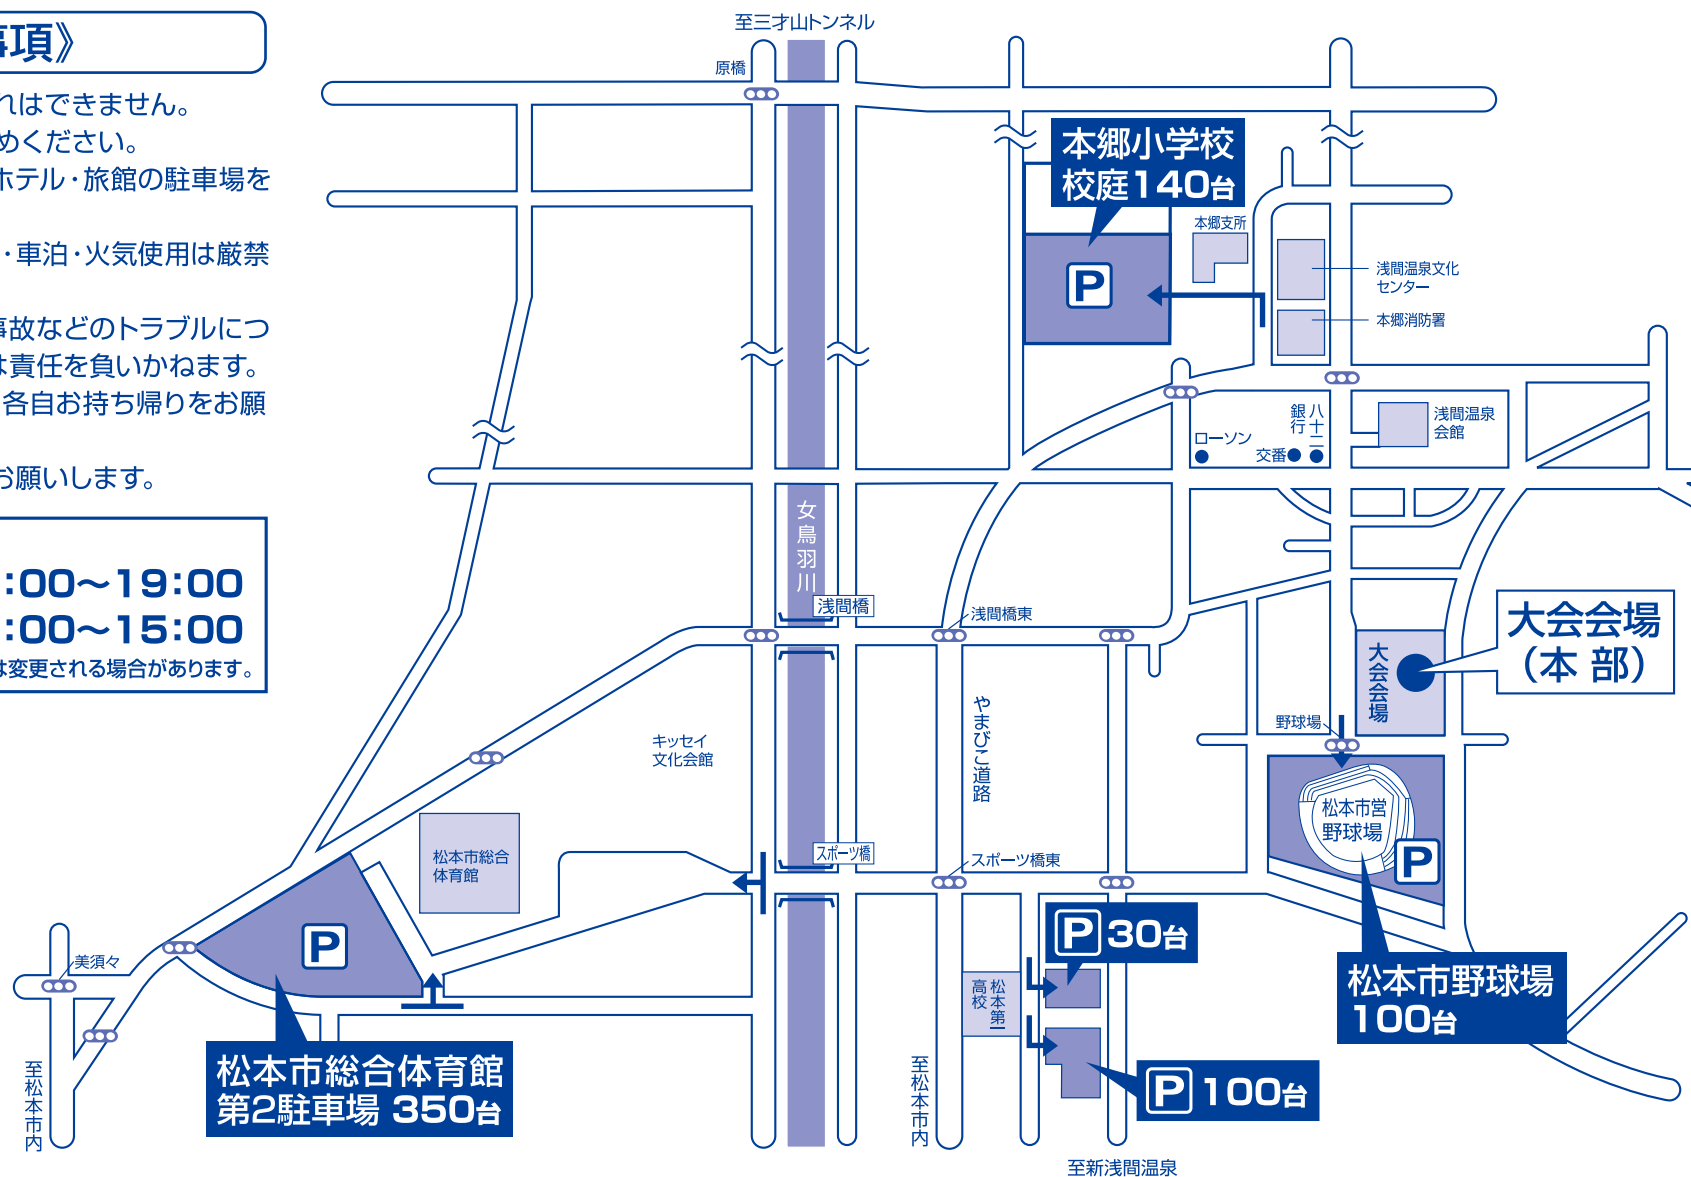 事項》
れはできません。
めください。
ホテル・旅館の駐車場を
・車泊・火気使用は厳禁
事故などのトラブルにつ
は責任を負いかねます。
各自お持ち帰りをお願
お願いします。
:00〜19:00
:00〜15:00
は変更される場合があります。
至三才山トンネル
原橋
本郷小学校
校庭140台
P
本郷支所
浅間温泉文化
センター
本郷消防署
浅間温泉
会館
八十二
銀行
ローソン
交番
女鳥羽川
浅間橋
浅間橋東
大会会場
（本 部）
大会会場
野球場
やまびこ道路
キッセイ
文化会館
松本市営
野球場
P
スポーツ橋
スポーツ橋東
松本市総合
体育館
P
美須々
P 30台
松本第一
高校
松本市野球場
100台
松本市総合体育館
第2駐車場 350台
P 100台
至松本市内
至松本市内
至新浅間温泉